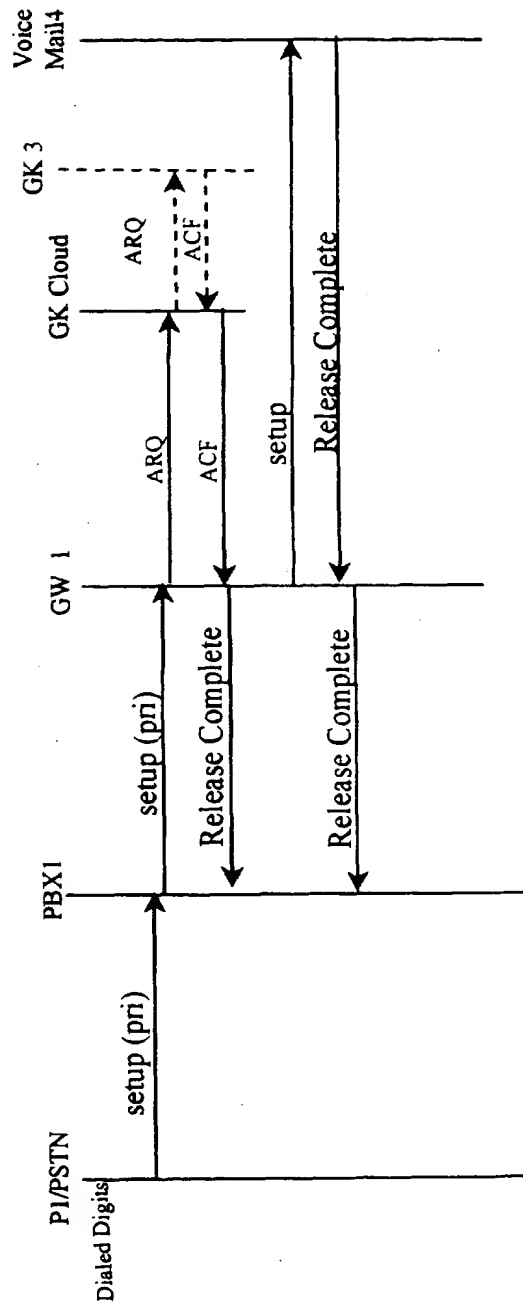 P1/PSTN
PBX1
GW 1
GK Cloud
GK 3
Voice
Mail4
Dialed Digits
setup (pri)
setup (pri)
ARQ
ARQ
ACF
ACF
Release Complete
setup
Release Complete
Release Complete